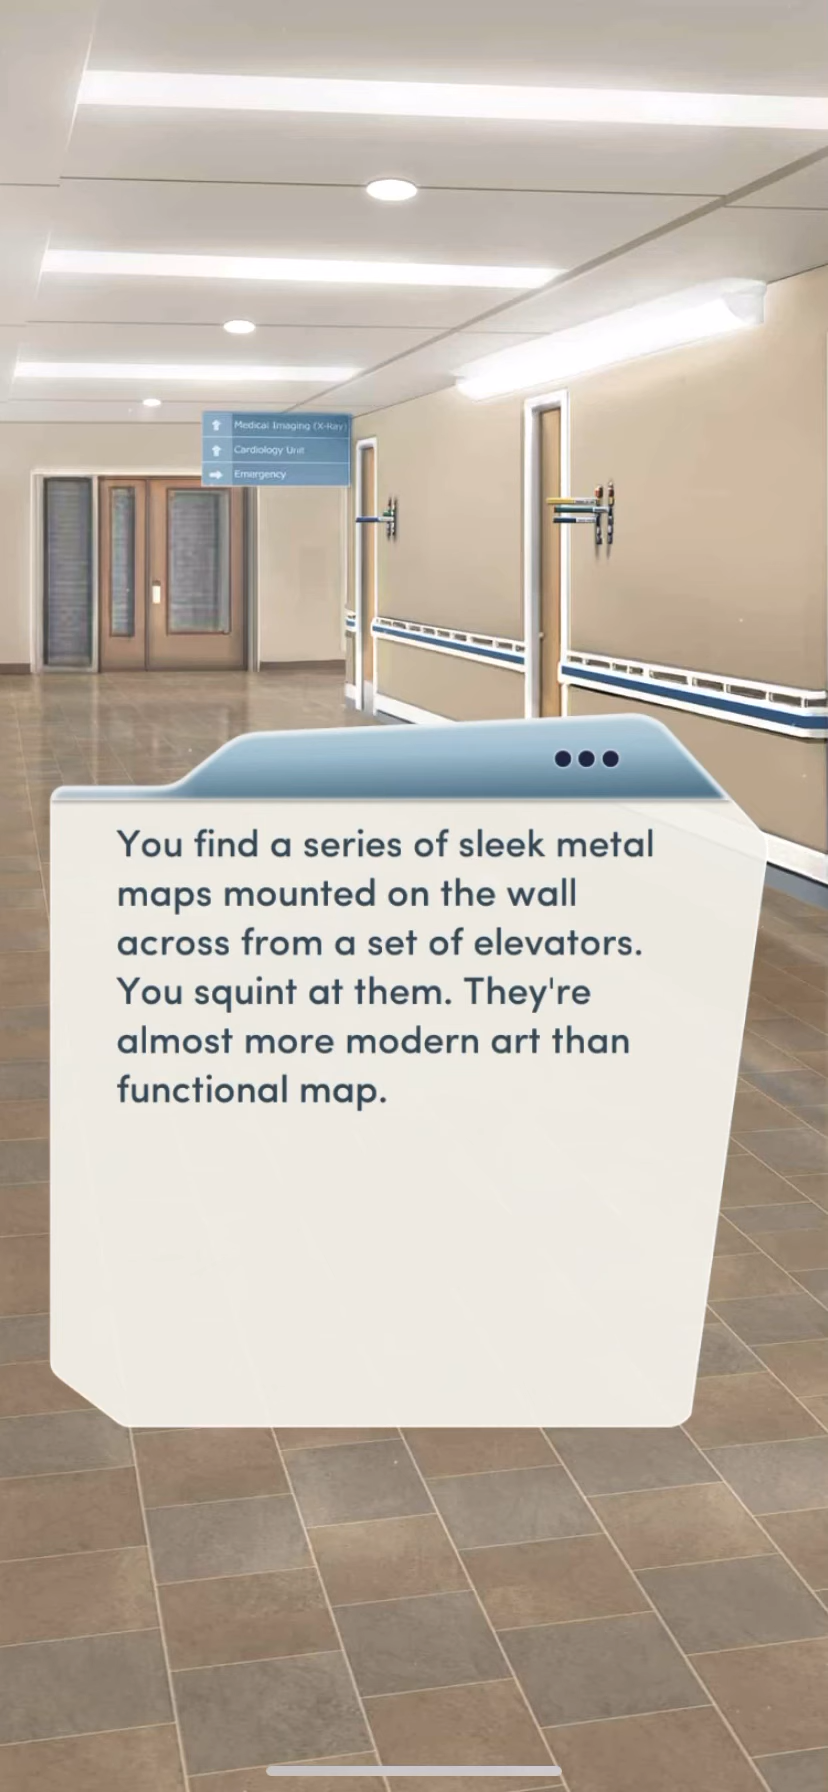 Medical Imaging (X-Ray)
Cardiology Unit
Emergency
You find a series of sleek metal
maps mounted on the wall
across from a set of elevators.
You squint at them. They're
almost more modern art than
functional map.